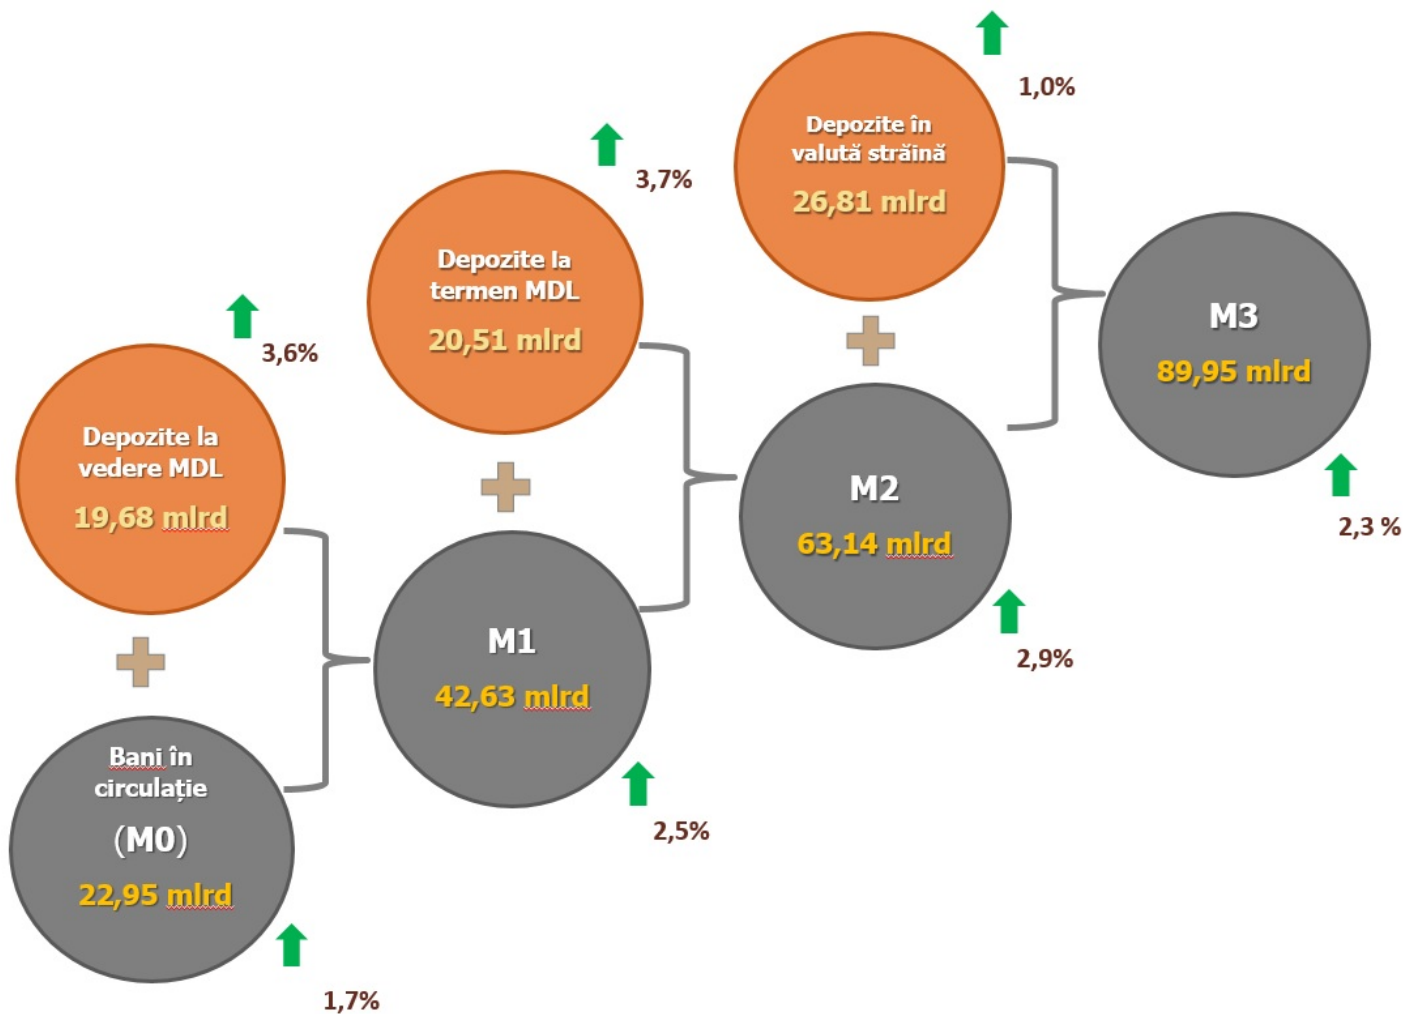 Depozite la
vedere MDL
19,68 mlrd
3,6%
Bani în
circulație
(M0)
22,95 mlrd
1,7%
Depozite la
termen MDL
20,51 mlrd
3,7%
M1
42,63 mlrd
2,5%
Depozite în
valută străină
26,81 mlrd
1,0%
M2
63,14 mlrd
2,9%
M3
89,95 mlrd
2,3 %